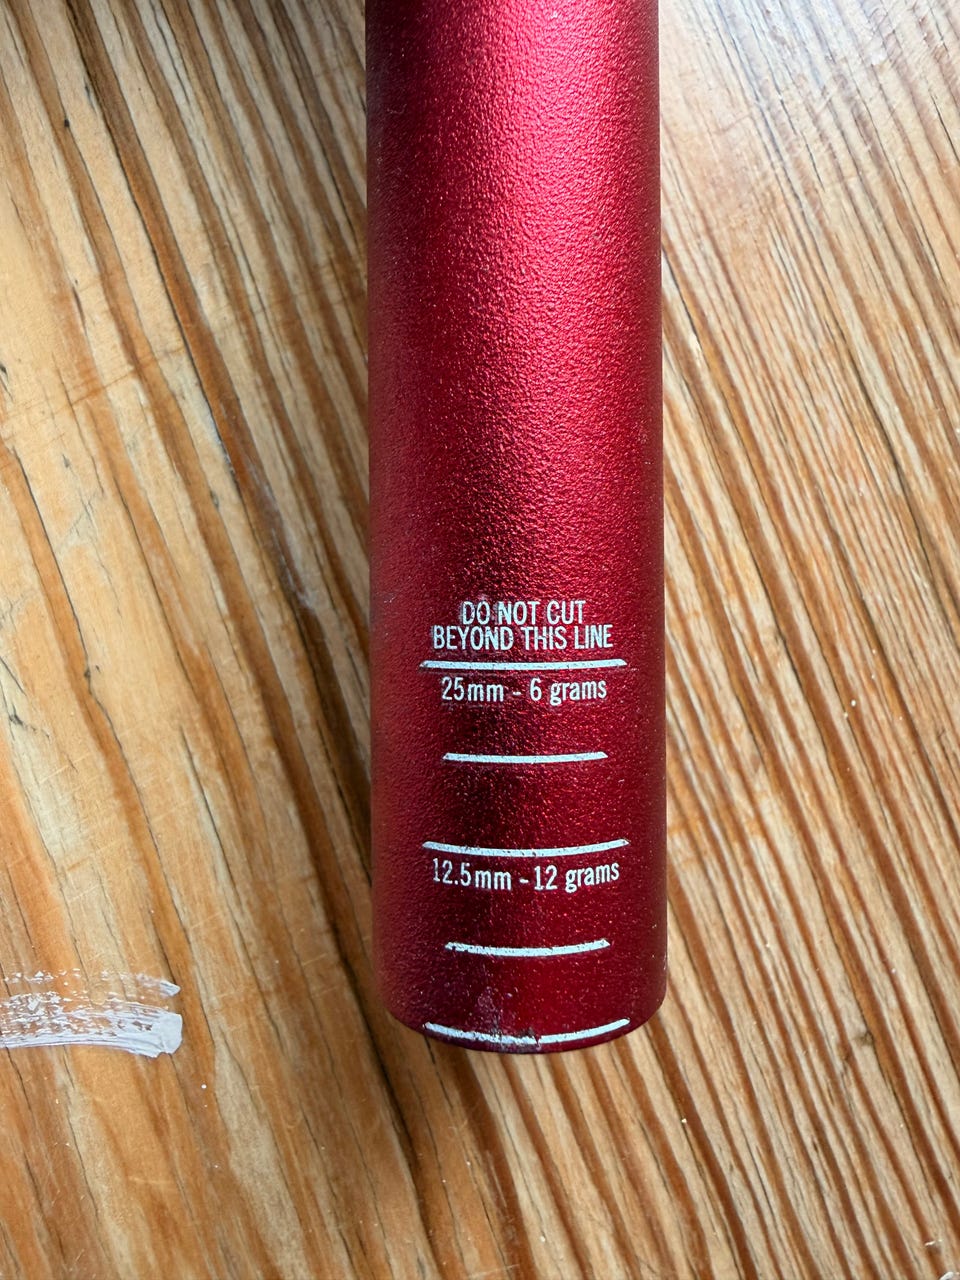 DO NOT CUT
BEYOND THIS LINE
25mm - 6 grams
12.5mm - 12 grams